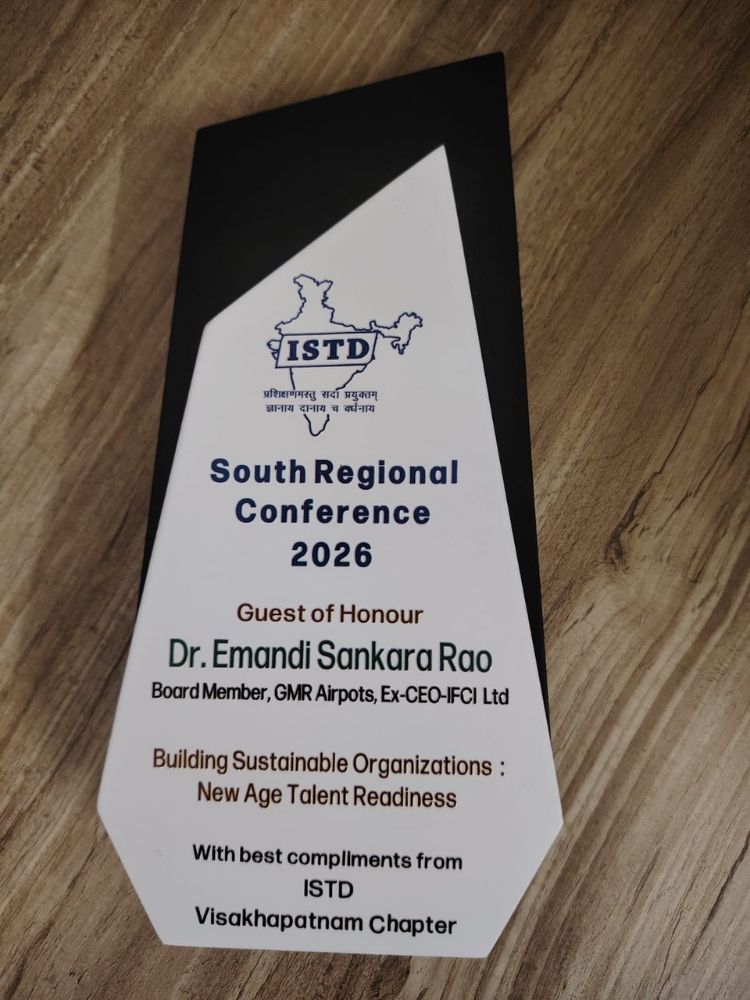 ISTD
प्रशिक्षणमस्तु सदा प्रयुक्तम्
ज्ञानाय दानाय च वर्धनाय
South Regional
Conference
2026
Guest of Honour
Dr. Emandi Sankara Rao
Board Member, GMR Airpots, Ex-CEO-IFCI Ltd
Building Sustainable Organizations :
New Age Talent Readiness
With best compliments from
ISTD
Visakhapatnam Chapter